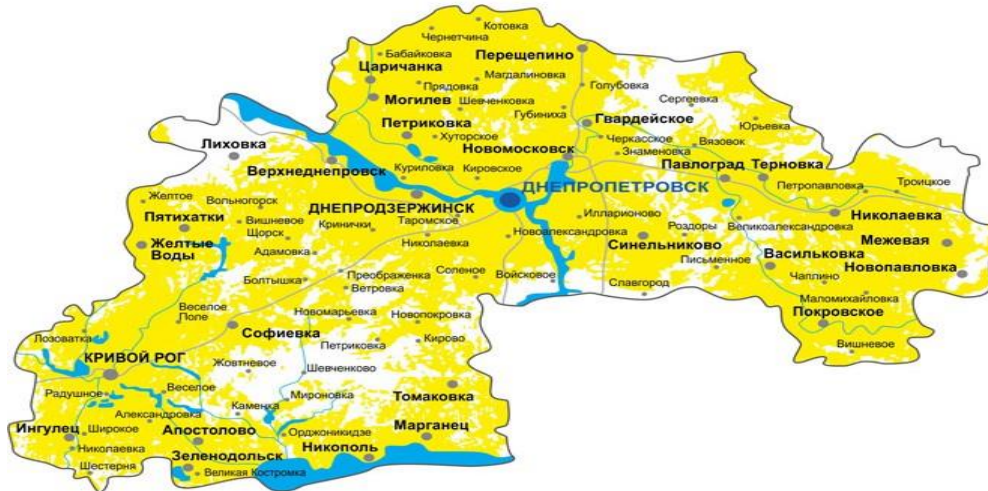 Котовка
Чернетчина
Бабайковка
Перещепино
Царичанка
Магдалиновка
Прядовка
Голубовка
Могилев
Шевченковка
Сергеевка
Губиниха
Гвардейское
Петриковка
Юрьевка
Хуторское
Черкасское
Вязовок
Лиховка
Новомосковск
Знаменовка
Верхнеднепровск
Куриловка
Кировское
Павлоград
Терновка
ДНЕПРОПЕТРОВСК
Петропавловка
Троицкое
Желтое
Вольногорск
ДНЕПРОДЗЕРЖИНСК
Пятихатки
Вишневое
Кринички
Таромское
Илларионово
Николаевка
Щорск
Роздоры
Великоалександровка
Николаевка
Новоалександровка
Синельниково
Межевая
Желтые
Воды
Адамовка
Васильковка
Письменное
Болтышка
Преображенка
Соленое
Войсковое
Чаплино
Новопавловка
Ветровка
Славгород
Маломихайловка
Веселое
Поле
Новомарьевка
Новопокровка
Покровское
Лозоватка
Софиевка
Петриковка
Кирово
Вишневое
КРИВОЙ РОГ
Жовтневое
Шевченково
Радушное
Веселое
Мироновка
Томаковка
Каменка
Александровка
Ингулец
Широкое
Апостолово
Орджоникидзе
Марганец
Николаевка
Никополь
Зеленодольск
Шестерня
Великая Костромка